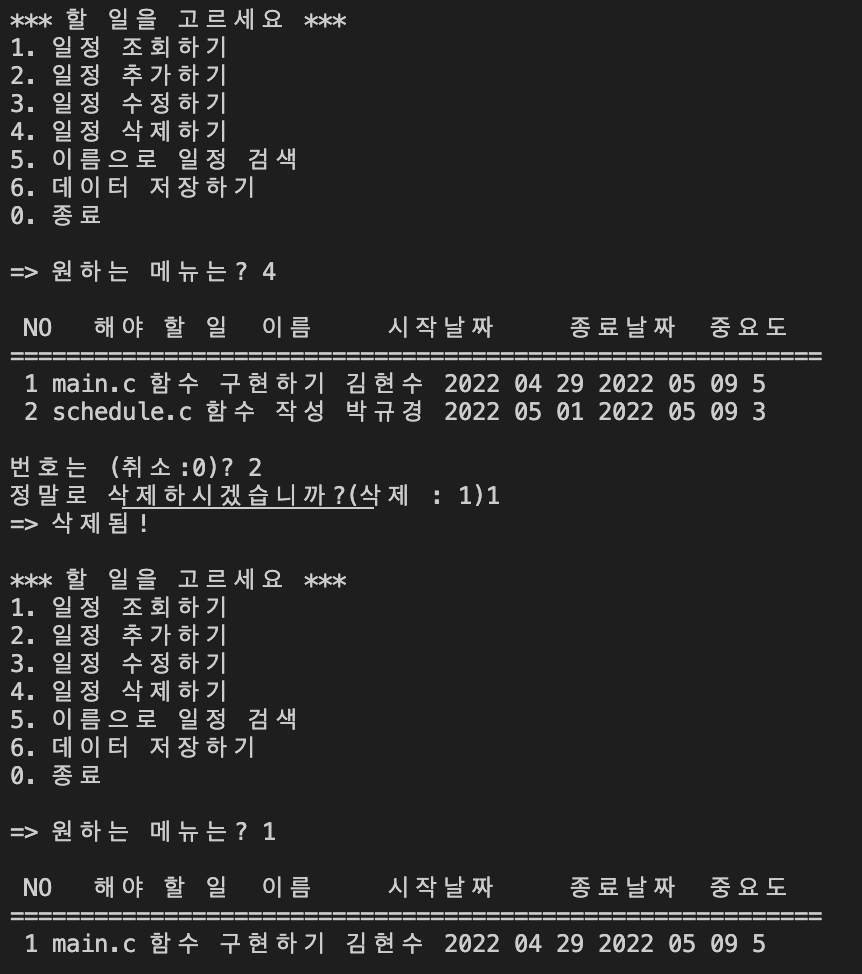 *** 할 일을 고르세요 ***
1. 일정 조회하기
2. 일정 추가하기
3. 일정 수정하기
4. 일정 삭제하기
5. 이름으로 일정 검색
6. 데이터 저장하기
0. 종료
=> 원하는 메뉴는? 4
NO 해야 할 일 이름 시작날짜 종료날짜 중요도
==========================================================
1 main.c 함수 구현하기 김현수 2022 04 29 2022 05 09 5
2 schedule.c 함수 작성 박규경 2022 05 01 2022 05 09 3
번호는 (취소:0)? 2
정말로 삭제하시겠습니까?(삭제 : 1)1
=> 삭제됨!
*** 할 일을 고르세요 ***
1. 일정 조회하기
2. 일정 추가하기
3. 일정 수정하기
4. 일정 삭제하기
5. 이름으로 일정 검색
6. 데이터 저장하기
0. 종료
=> 원하는 메뉴는? 1
NO 해야 할 일 이름 시작날짜 종료날짜 중요도
==========================================================
1 main.c 함수 구현하기 김현수 2022 04 29 2022 05 09 5